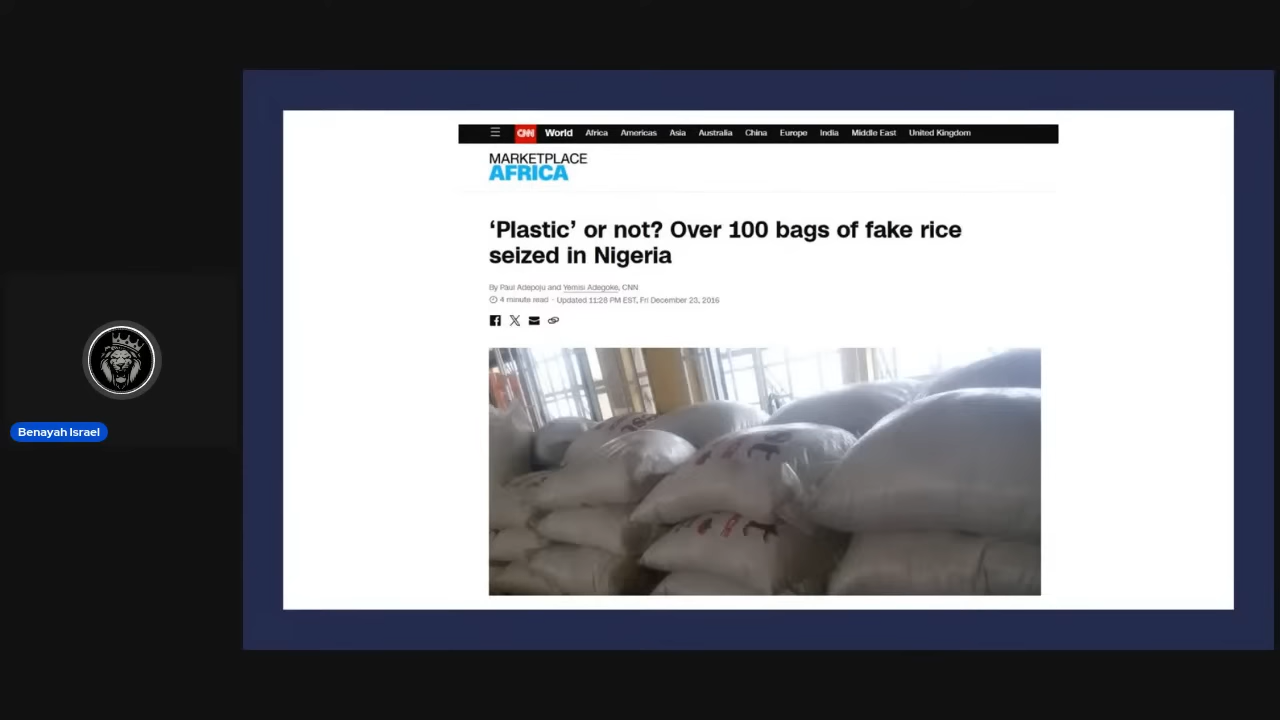 CNN World Africa Americas Asia Australia China Europe India Middle East United Kingdom
MARKETPLACE
AFRICA
‘Plastic’ or not? Over 100 bags of fake rice
seized in Nigeria
By Paul Adepoju and Yemisi Adegoke, CNN
4 minute read · Updated 11:28 PM EST, Fri December 23, 2016
Benayah Israel